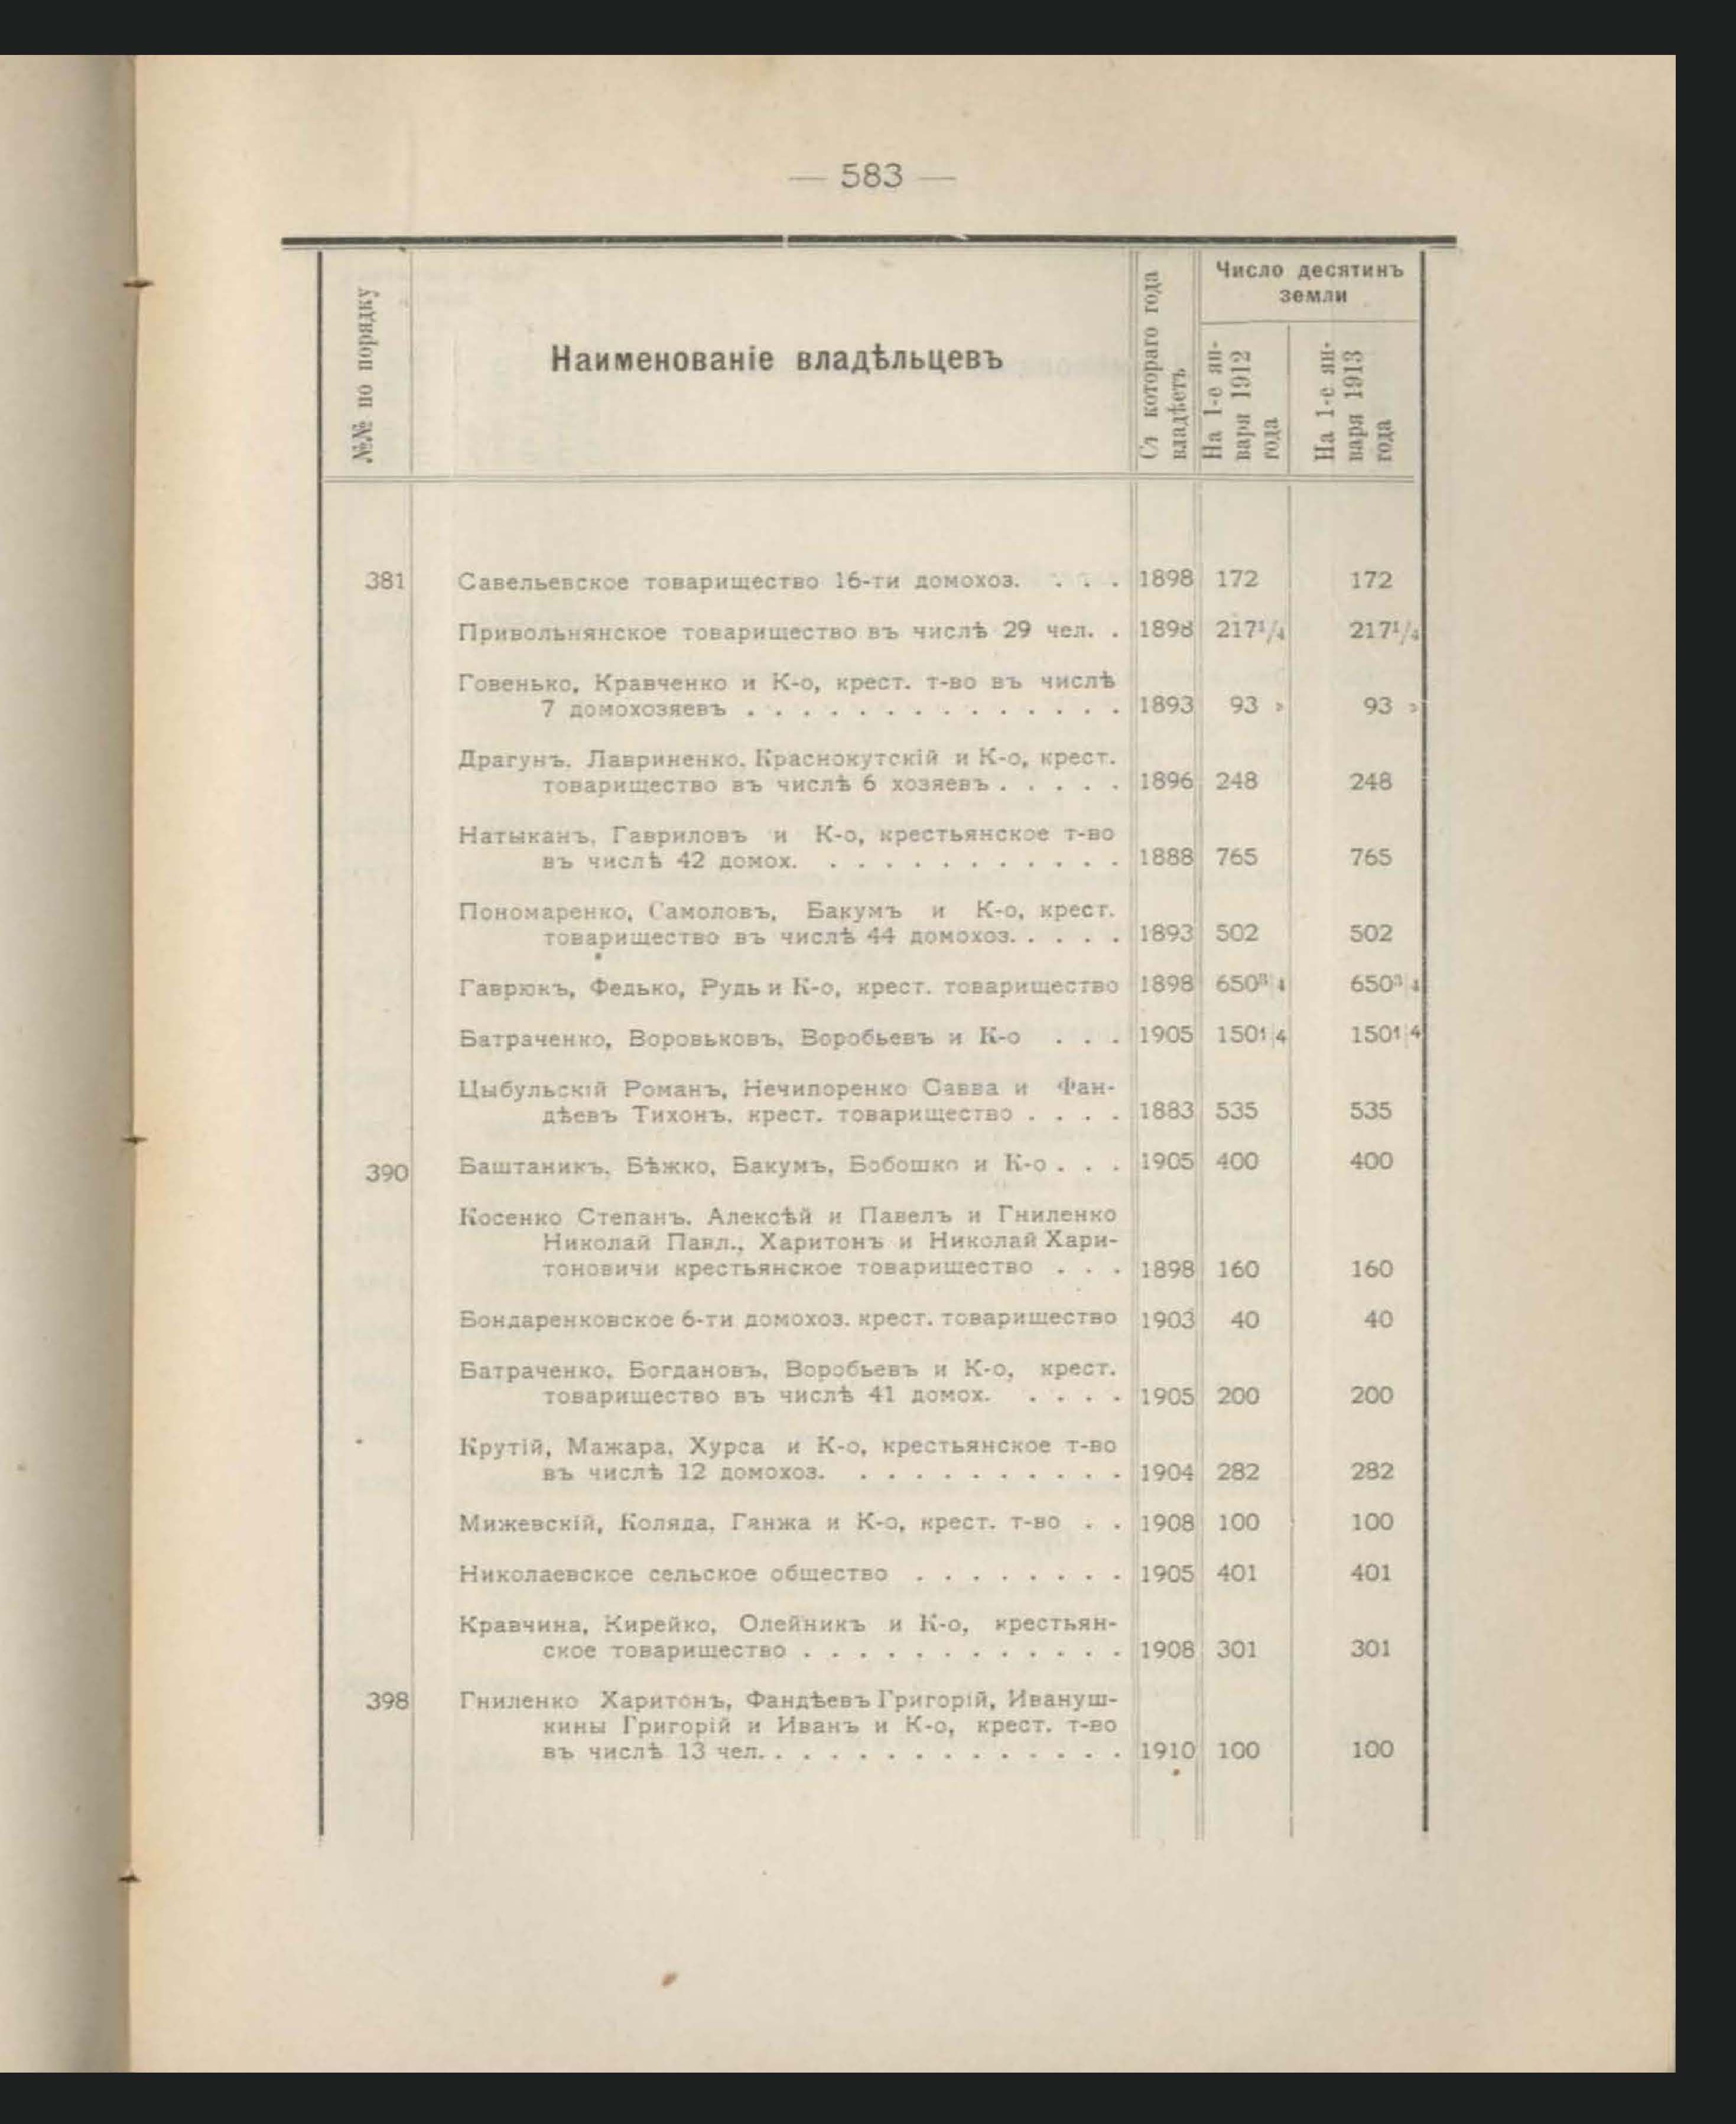 — 583 —
№№ по порядку
Наименованіе владѣльцевъ
Съ котораго года
владѣетъ
Число десятинъ
земли
На 1-е ян-
варя 1912
года
На 1-е ян-
варя 1913
года
381 Савельевское товарищество 16-ти домохоз. . . . 1898 172 172
Привольнянское товарищество въ числѣ 29 чел. . 1898 217¹/₄ 217¹/₄
Говенько, Кравченко и К-о, крест. т-во въ числѣ
7 домохозяевъ . . . . . . . . . . . . . . 1893 93 » 93 »
Драгунъ, Лавриненко, Краснокутскій и К-о, крест.
товарищество въ числѣ 6 хозяевъ . . . . . 1896 248 248
Натыканъ, Гавриловъ и К-о, крестьянское т-во
въ числѣ 42 домох. . . . . . . . . . . . 1888 765 765
Пономаренко, Самоловъ, Бакумъ и К-о, крест.
товарищество въ числѣ 44 домохоз. . . . . 1893 502 502
Гаврюкъ, Федько, Рудь и К-о, крест. товарищество 1898 650³/₄ 650³/₄
Батраченко, Воровьковъ, Воробьевъ и К-о . . . 1905 150¹/₄ 150¹/₄
Цыбульскій Романъ, Нечипоренко Савва и Фан-
дѣевъ Тихонъ, крест. товарищество . . . . 1883 535 535
390 Баштаникъ, Бѣжко, Бакумъ, Бобошко и К-о . . . 1905 400 400
Косенко Степанъ, Алексѣй и Павелъ и Гниленко
Николай Павл., Харитонъ и Николай Хари-
тоновичи крестьянское товарищество . . . 1898 160 160
Бондаренковское 6-ти домохоз. крест. товарищество 1903 40 40
Батраченко, Богдановъ, Воробьевъ и К-о, крест.
товарищество въ числѣ 41 домох. . . . . 1905 200 200
Крутій, Мажара, Хурса и К-о, крестьянское т-во
въ числѣ 12 домохоз. . . . . . . . . . . 1904 282 282
Мижевскій, Коляда, Ганжа и К-о, крест. т-во . . 1908 100 100
Николаевское сельское общество . . . . . . . . 1905 401 401
Кравчина, Кирейко, Олейникъ и К-о, крестьян-
ское товарищество . . . . . . . . . . . . 1908 301 301
398 Гниленко Харитонъ, Фандѣевъ Григорій, Ивануш-
кины Григорій и Иванъ и К-о, крест. т-во
въ числѣ 13 чел. . . . . . . . . . . . . . 1910 100 100